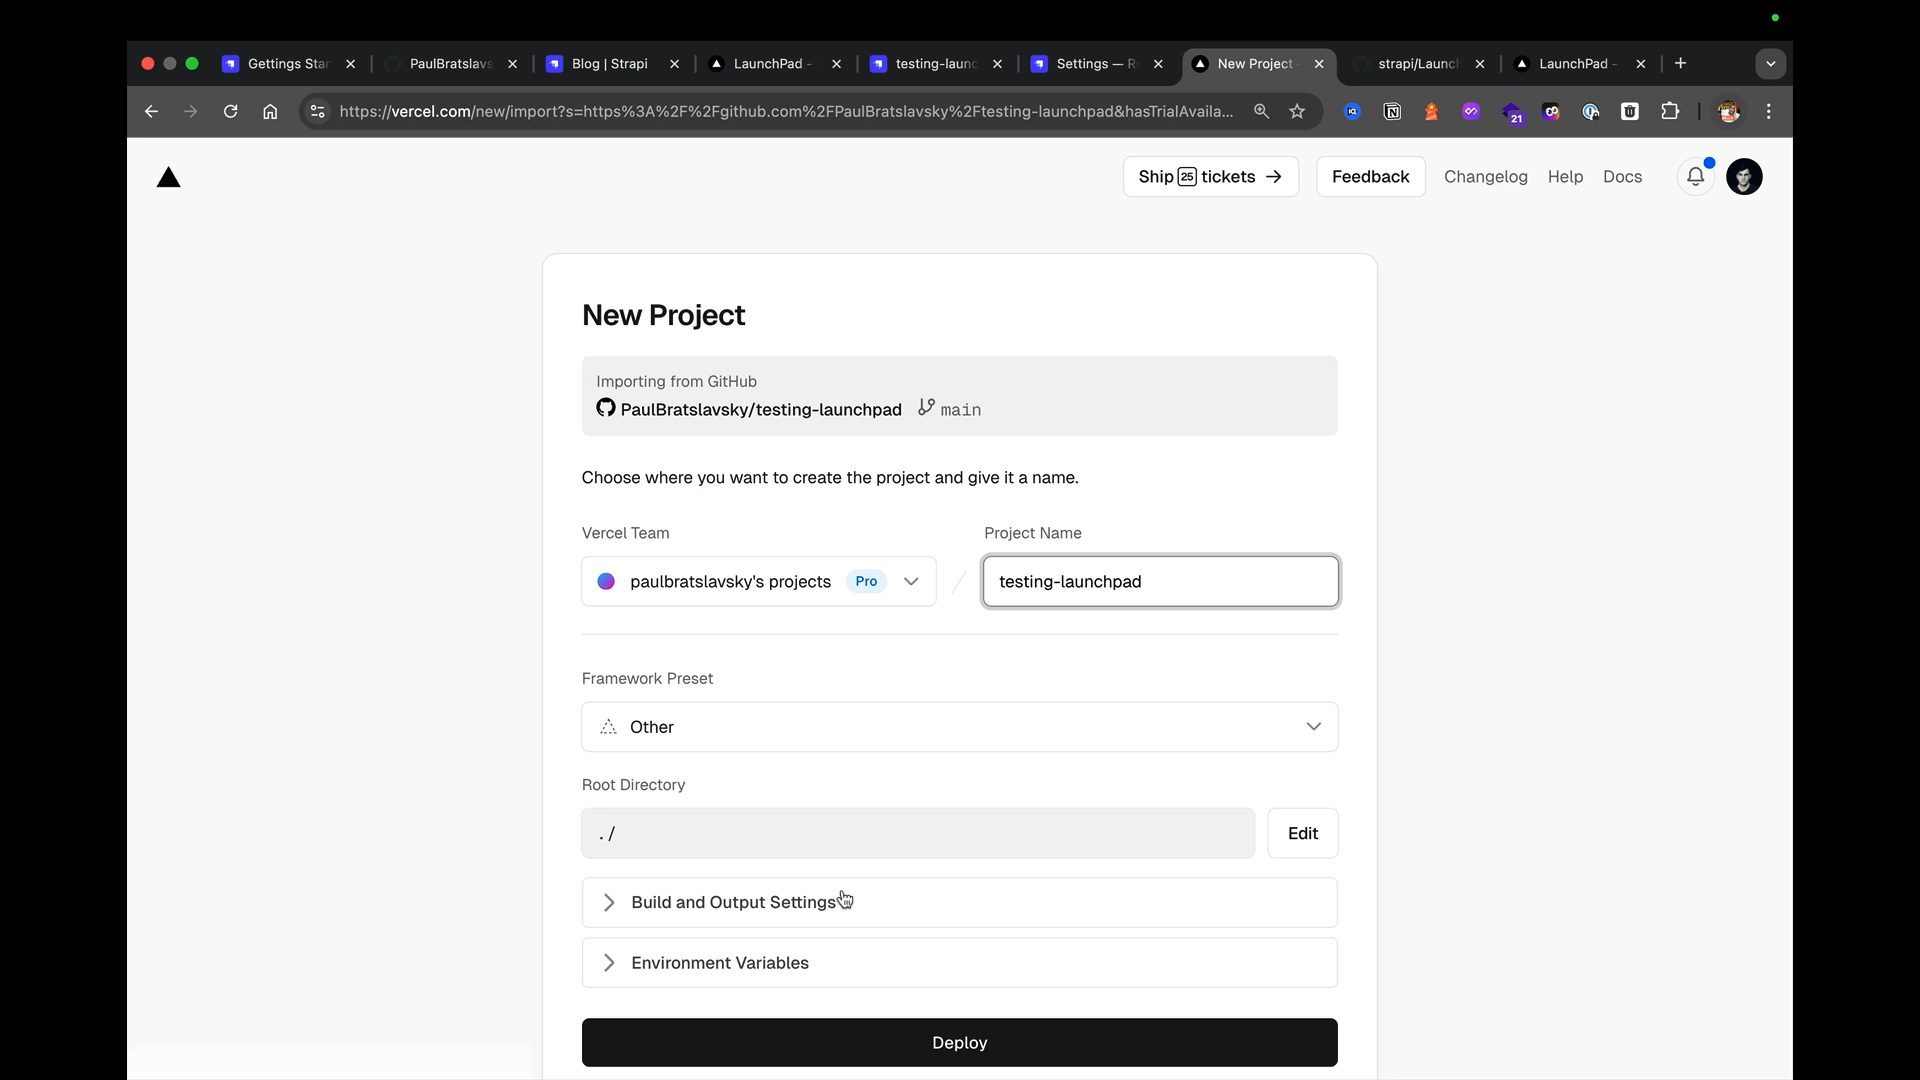 Gettings Star
PaulBratslavs
Blog | Strapi
LaunchPad -
testing-launc
Settings — R
New Project -
strapi/Launch
LaunchPad -
https://vercel.com/new/import?s=https%3A%2F%2Fgithub.com%2FPaulBratslavsky%2Ftesting-launchpad&hasTrialAvaila...
21
Ship 25 tickets →
Feedback
Changelog
Help
Docs
New Project
Importing from GitHub
PaulBratslavsky/testing-launchpad main
Choose where you want to create the project and give it a name.
Vercel Team
Project Name
paulbratslavsky's projects Pro
testing-launchpad
Framework Preset
Other
Root Directory
./
Edit
Build and Output Settings
Environment Variables
Deploy